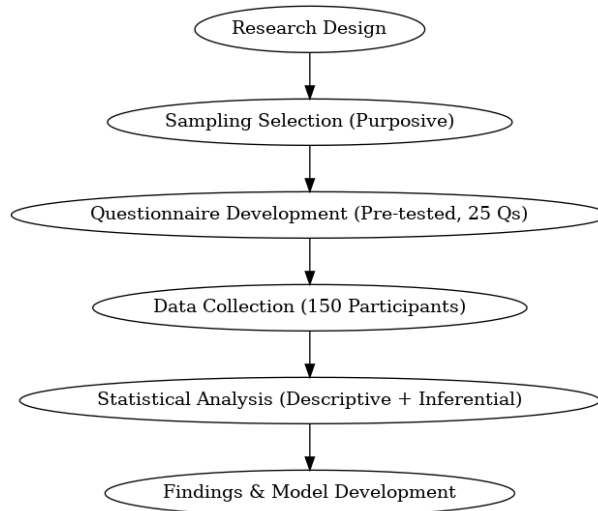 Research Design
Sampling Selection (Purposive)
Questionnaire Development (Pre-tested, 25 Qs)
Data Collection (150 Participants)
Statistical Analysis (Descriptive + Inferential)
Findings & Model Development